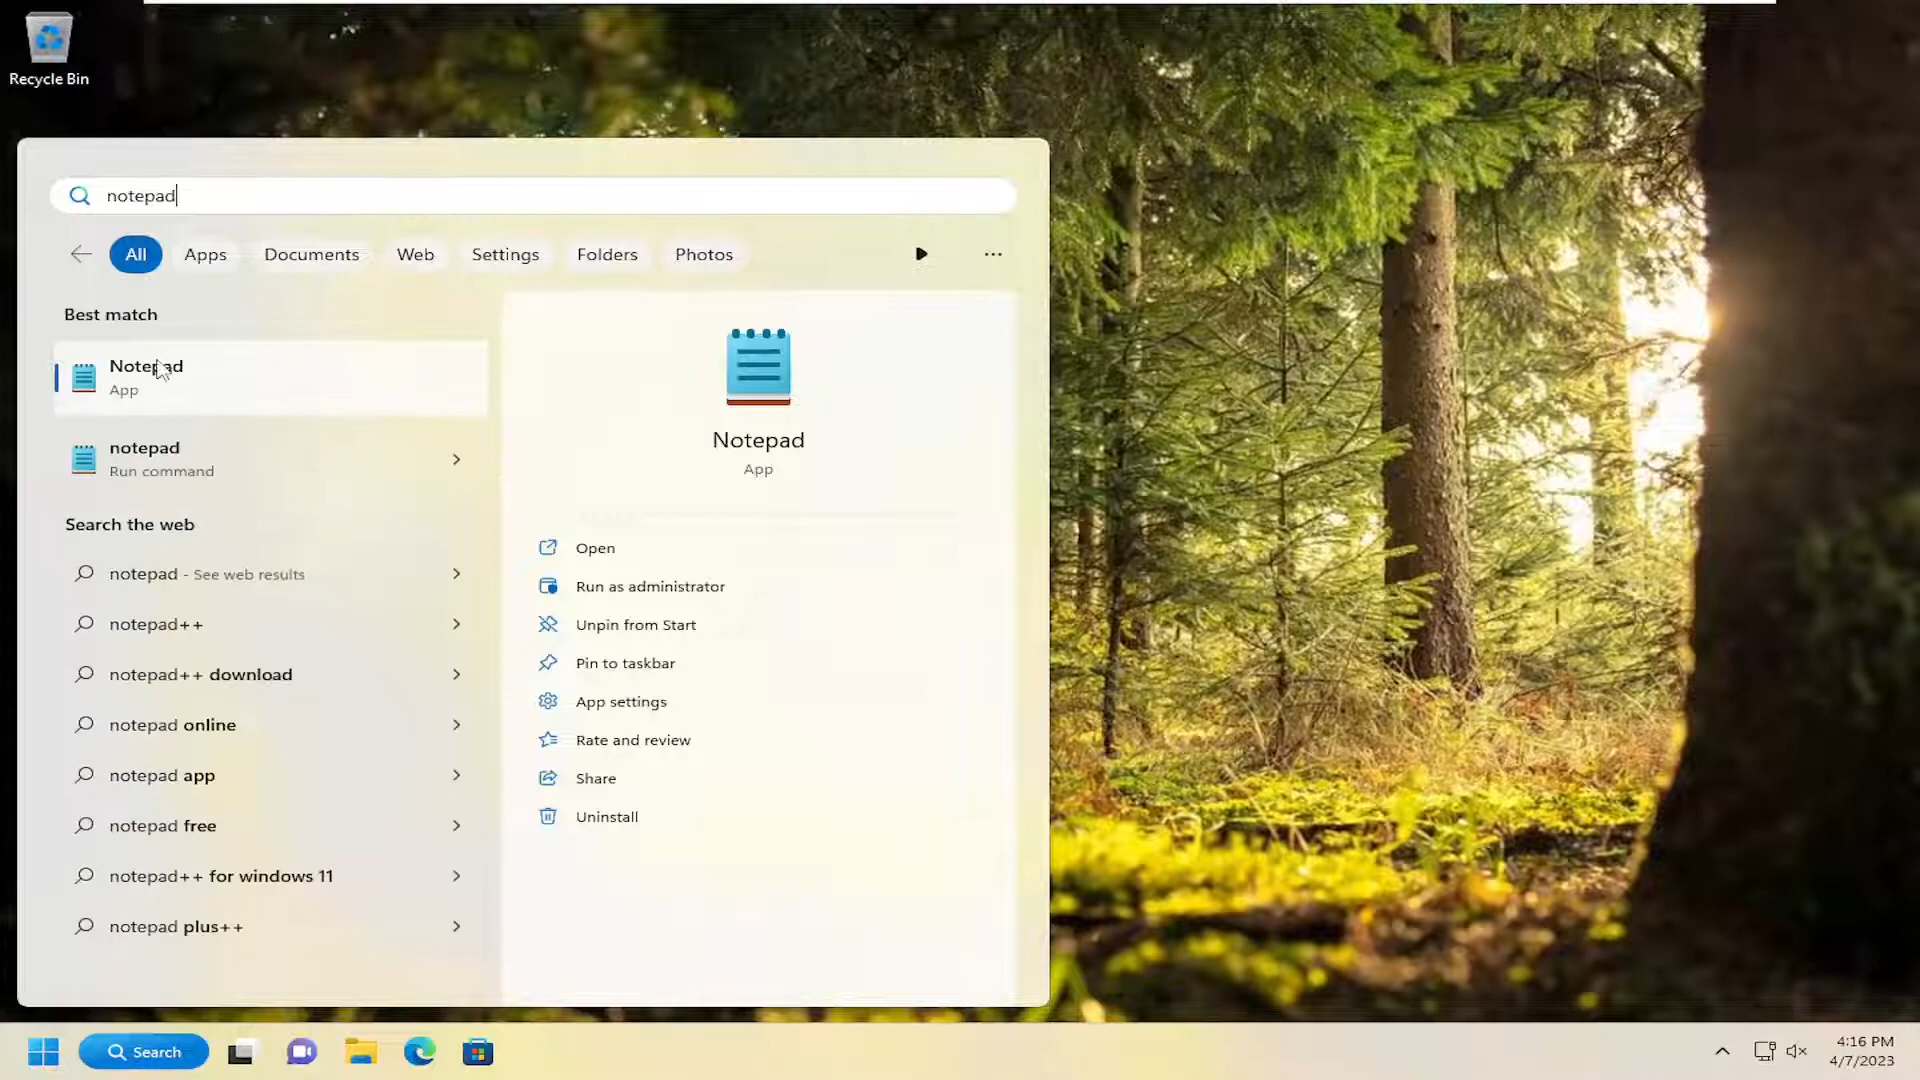 Recycle Bin
notepad
All Apps Documents Web Settings Folders Photos
Best match
Notepad
App
notepad
Run command
Search the web
notepad - See web results
notepad++
notepad++ download
notepad online
notepad app
notepad free
notepad++ for windows 11
notepad plus++
Notepad
App
Open
Run as administrator
Unpin from Start
Pin to taskbar
App settings
Rate and review
Share
Uninstall
Search
4:16 PM
4/7/2023